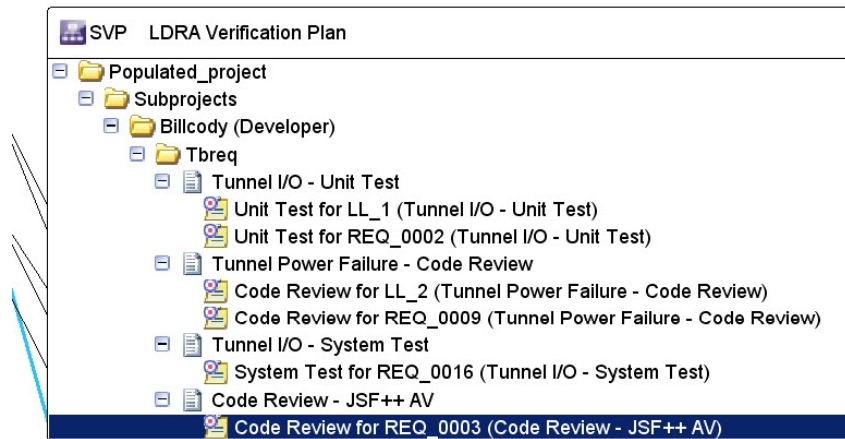 SVP LDRA Verification Plan
Populated_project
Subprojects
Billcody (Developer)
Tbreq
Tunnel I/O - Unit Test
Unit Test for LL_1 (Tunnel I/O - Unit Test)
Unit Test for REQ_0002 (Tunnel I/O - Unit Test)
Tunnel Power Failure - Code Review
Code Review for LL_2 (Tunnel Power Failure - Code Review)
Code Review for REQ_0009 (Tunnel Power Failure - Code Review)
Tunnel I/O - System Test
System Test for REQ_0016 (Tunnel I/O - System Test)
Code Review - JSF++ AV
Code Review for REQ_0003 (Code Review - JSF++ AV)